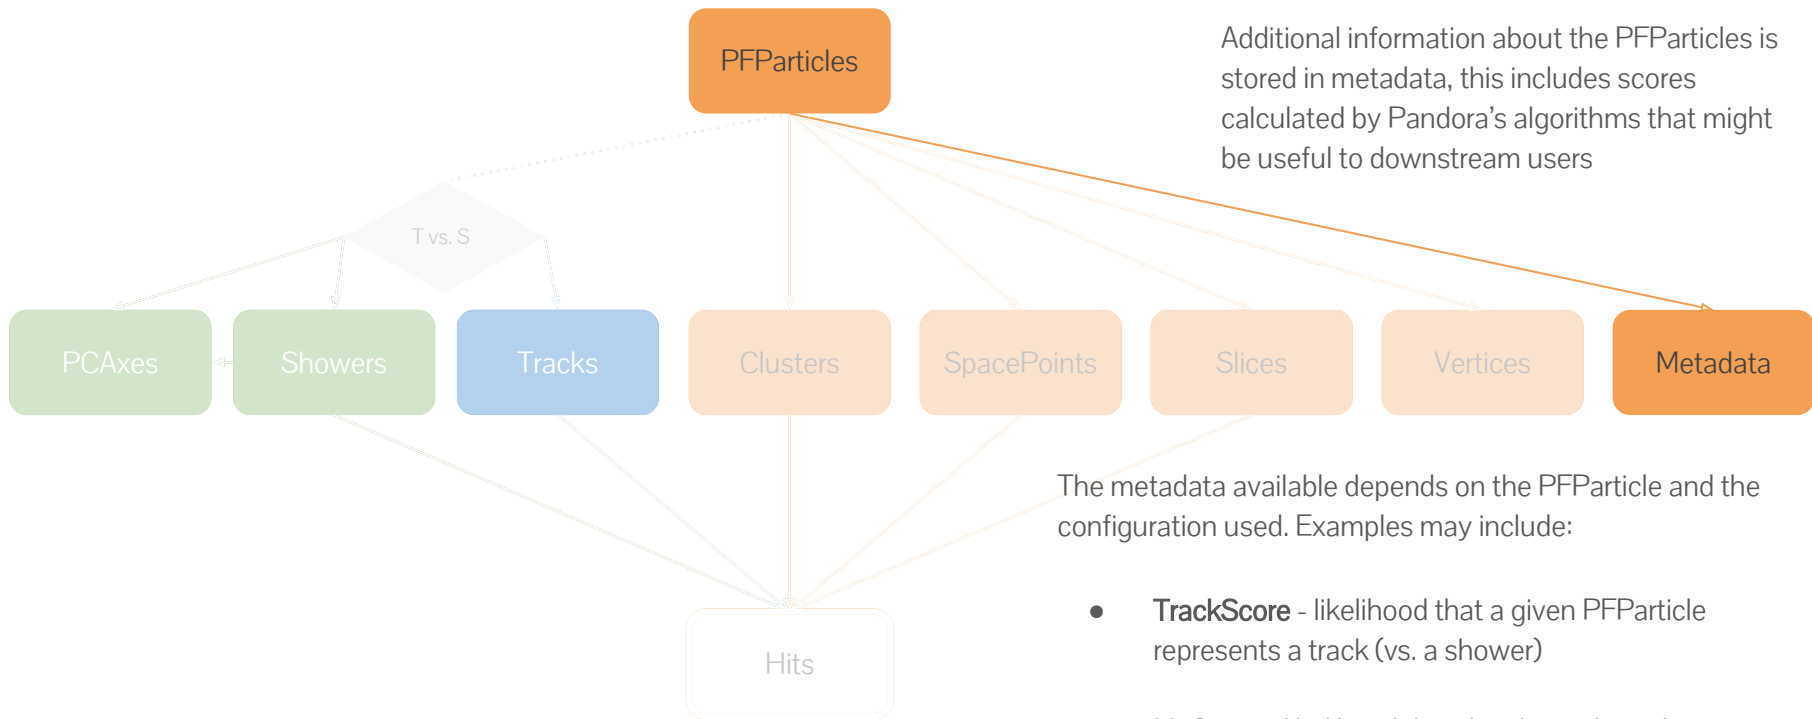 PFParticles
Additional information about the PFParticles is
stored in metadata, this includes scores
calculated by Pandora's algorithms that might
be useful to downstream users
T vs. S
PCAxes
Showers
Tracks
Clusters
SpacePoints
Slices
Vertices
Metadata
The metadata available depends on the PFParticle and the
configuration used. Examples may include:
● TrackScore - likelihood that a given PFParticle
represents a track (vs. a shower)
Hits